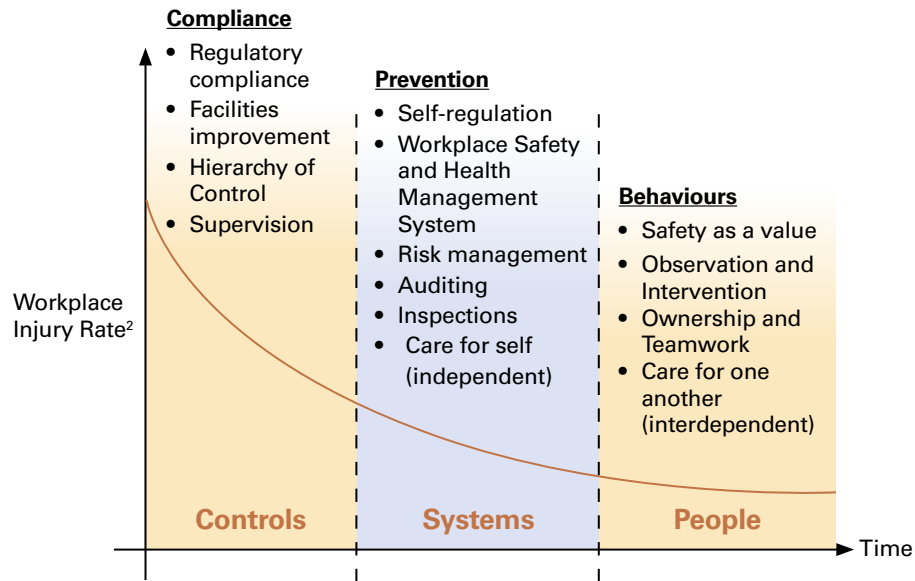 Compliance
• Regulatory
compliance
• Facilities
improvement
• Hierarchy of
Control
• Supervision
Prevention
• Self-regulation
• Workplace Safety
and Health
Management
System
• Risk management
• Auditing
• Inspections
• Care for self
(independent)
Behaviours
• Safety as a value
• Observation and
Intervention
• Ownership and
Teamwork
• Care for one
another
(interdependent)
Workplace
Injury Rate²
Controls
Systems
People
Time